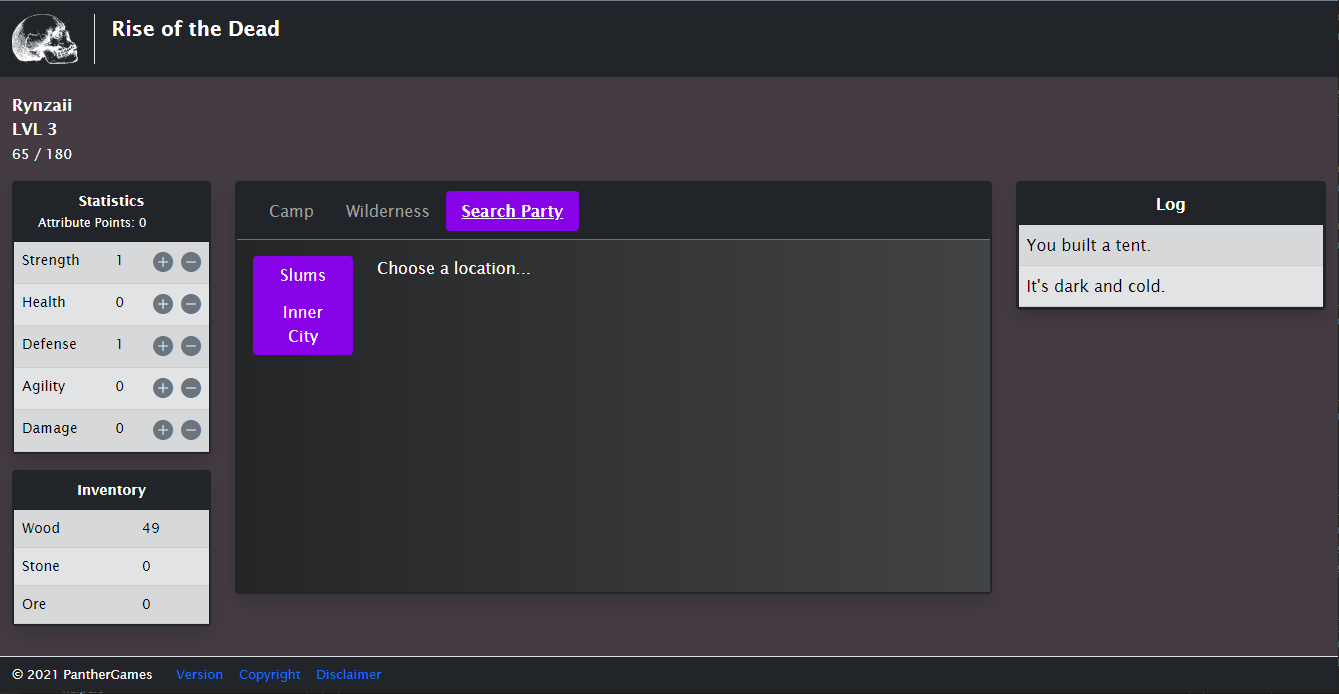 Rise of the Dead
Rynzaii
LVL 3
65 / 180
Statistics
Attribute Points: 0
Strength 1
Health 0
Defense 1
Agility 0
Damage 0
Inventory
Wood 49
Stone 0
Ore 0
Camp Wilderness Search Party
Slums
Inner
City
Choose a location...
Log
You built a tent.
It's dark and cold.
© 2021 PantherGames Version Copyright Disclaimer